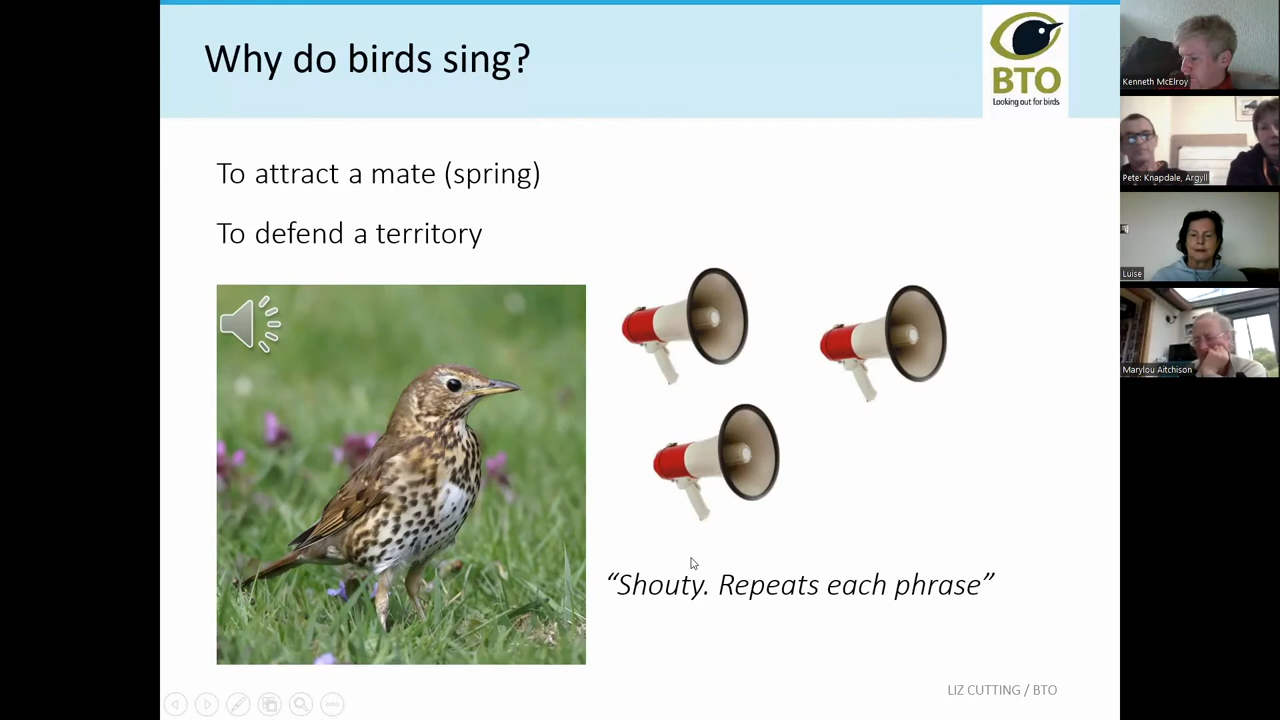 Why do birds sing?
BTO
Looking out for birds
To attract a mate (spring)
To defend a territory
“Shouty. Repeats each phrase”
LIZ CUTTING / BTO
Kenneth McElroy
Pete: Knapdale, Argyll
Luise
Marylou Aitchison